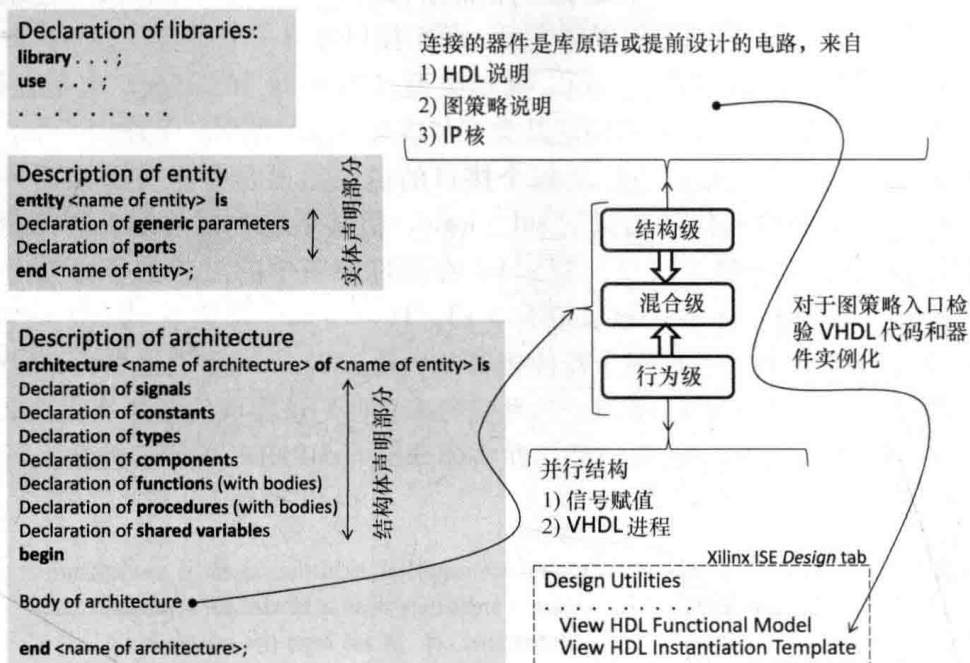 Declaration of libraries:
library . . . ;
use . . . ;
. . . . . . . . . . . .
Description of entity
entity <name of entity> is
Declaration of generic parameters
Declaration of ports
end <name of entity>;
实体声明部分
Description of architecture
architecture <name of architecture> of <name of entity> is
Declaration of signals
Declaration of constants
Declaration of types
Declaration of components
Declaration of functions (with bodies)
Declaration of procedures (with bodies)
Declaration of shared variables
begin
结构体声明部分
Body of architecture
end <name of architecture>;
连接的器件是库原语或提前设计的电路，来自
1) HDL说明
2) 图策略说明
3) IP核
结构级
混合级
行为级
对于图策略入口检
验 VHDL 代码和器
件实例化
并行结构
1) 信号赋值
2) VHDL 进程
Xilinx ISE Design tab
Design Utilities
. . . . . . . . . . . .
View HDL Functional Model
View HDL Instantiation Template